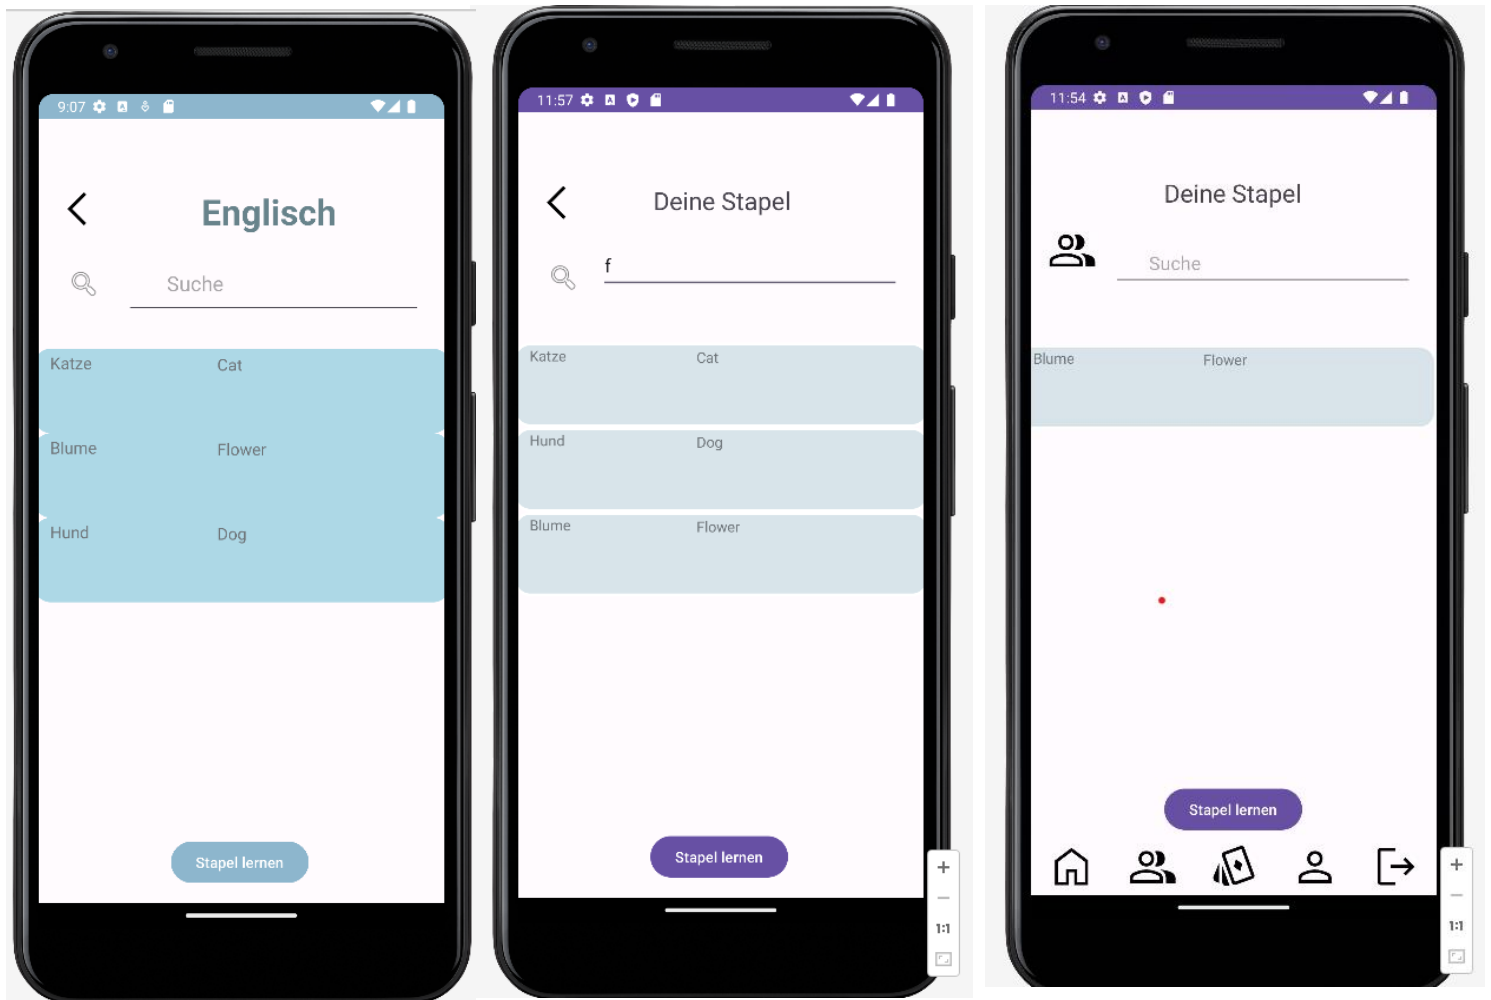 9:07
Englisch
Suche
Katze Cat
Blume Flower
Hund Dog
Stapel lernen
11:57
Deine Stapel
f
Katze Cat
Hund Dog
Blume Flower
Stapel lernen
1:1
11:54
Deine Stapel
Suche
Blume Flower
Stapel lernen
1:1